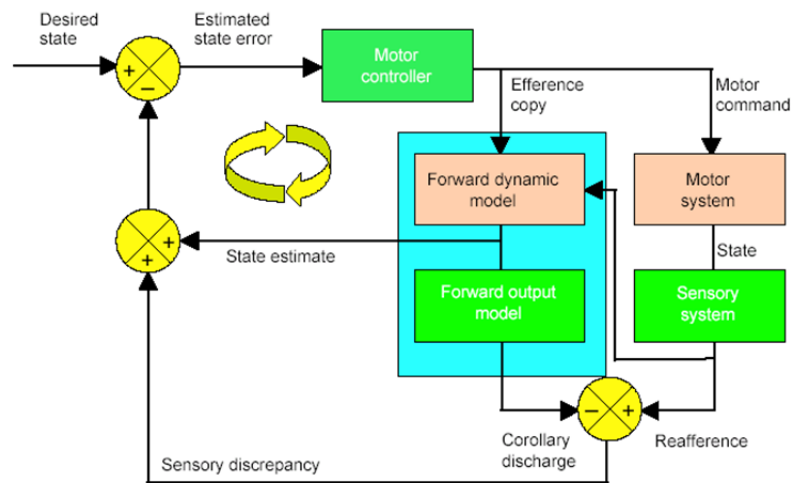 Desired
state
Estimated
state error
+
−
Motor
controller
Efference
copy
Motor
command
Forward dynamic
model
Motor
system
+
+
State estimate
State
Forward output
model
Sensory
system
−
+
Corollary
discharge
Reafference
Sensory discrepancy